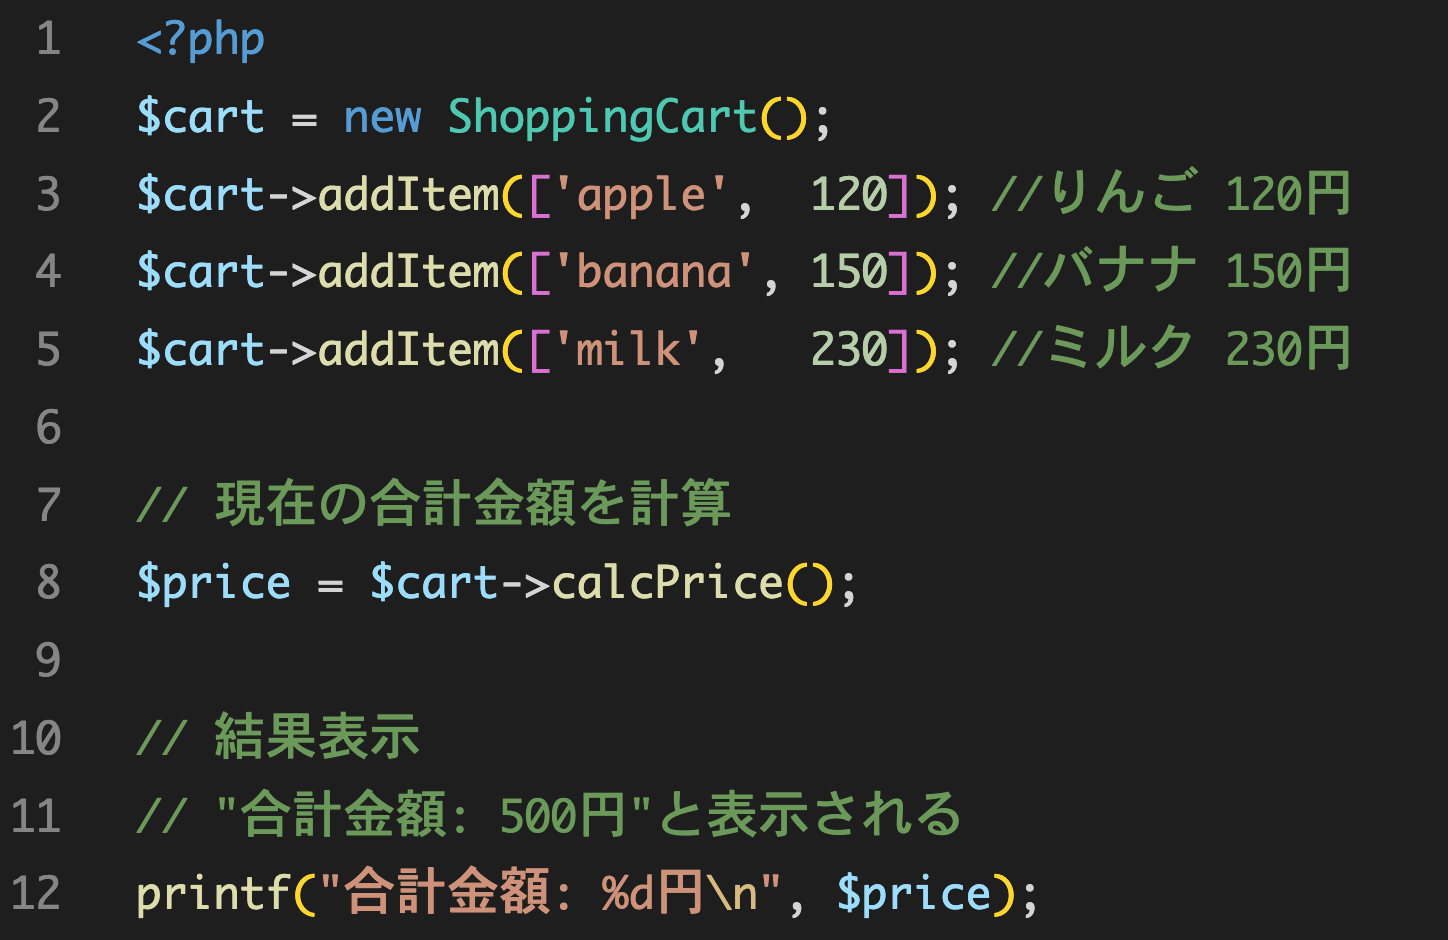 1 <?php
2 $cart = new ShoppingCart();
3 $cart->addItem(['apple',  120]); //りんご 120円
4 $cart->addItem(['banana', 150]); //バナナ 150円
5 $cart->addItem(['milk',   230]); //ミルク 230円
6
7 // 現在の合計金額を計算
8 $price = $cart->calcPrice();
9
10 // 結果表示
11 // "合計金額: 500円"と表示される
12 printf("合計金額: %d円\n", $price);